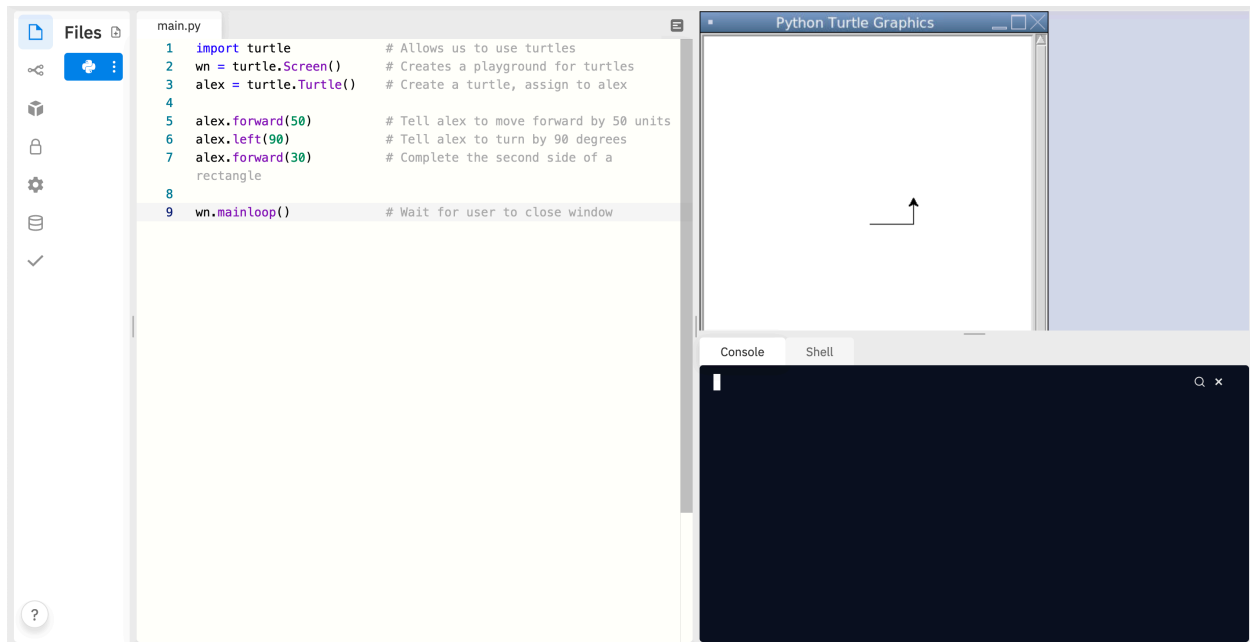 Files
main.py
1 import turtle # Allows us to use turtles
2 wn = turtle.Screen() # Creates a playground for turtles
3 alex = turtle.Turtle() # Create a turtle, assign to alex
4
5 alex.forward(50) # Tell alex to move forward by 50 units
6 alex.left(90) # Tell alex to turn by 90 degrees
7 alex.forward(30) # Complete the second side of a
rectangle
8
9 wn.mainloop() # Wait for user to close window
Python Turtle Graphics
Console Shell
?